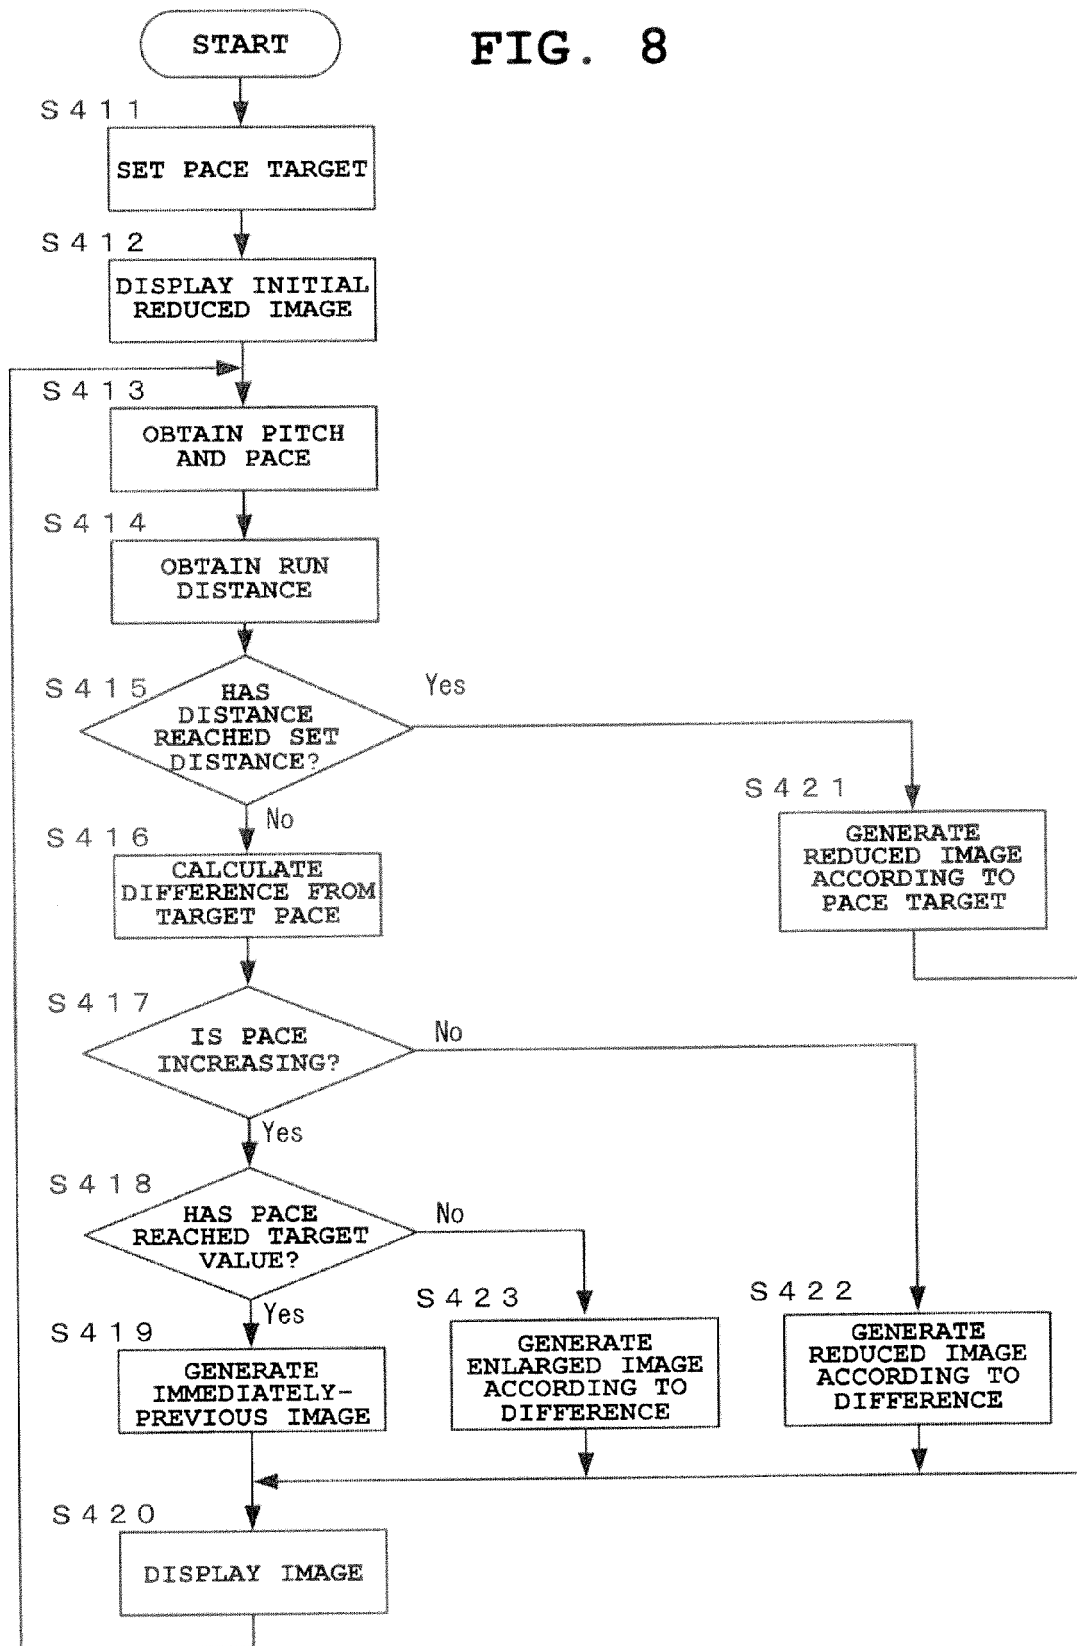 FIG. 8
START
S411
SET PACE TARGET
S412
DISPLAY INITIAL
REDUCED IMAGE
S413
OBTAIN PITCH
AND PACE
S414
OBTAIN RUN
DISTANCE
S415
HAS
DISTANCE
REACHED SET
DISTANCE?
Yes
No
S421
GENERATE
REDUCED IMAGE
ACCORDING TO
PACE TARGET
S416
CALCULATE
DIFFERENCE FROM
TARGET PACE
S417
IS PACE
INCREASING?
No
Yes
S418
HAS PACE
REACHED TARGET
VALUE?
No
Yes
S419
GENERATE
IMMEDIATELY-
PREVIOUS IMAGE
S423
GENERATE
ENLARGED IMAGE
ACCORDING TO
DIFFERENCE
S422
GENERATE
REDUCED IMAGE
ACCORDING TO
DIFFERENCE
S420
DISPLAY IMAGE